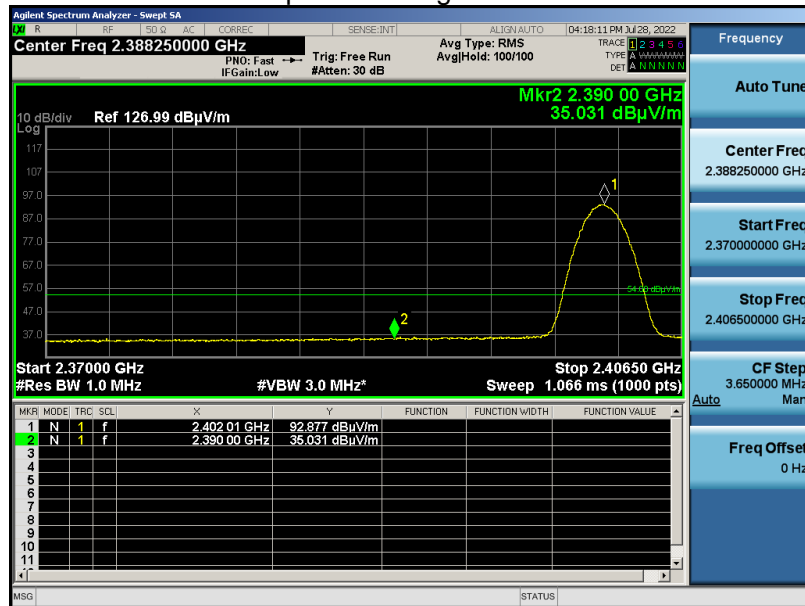 Agilent Spectrum Analyzer - Swept SA
R RF 50 Ω AC CORREC SENSE:INT ALIGN AUTO 04:18:11 PM Jul 28, 2022
Center Freq 2.388250000 GHz
PNO: Fast
IFGain:Low
Trig: Free Run
#Atten: 30 dB
Avg Type: RMS
Avg|Hold: 100/100
TRACE 1 2 3 4 5 6
TYPE A
DET A N N N N N
Mkr2 2.390 00 GHz
35.031 dBµV/m
10 dB/div Ref 126.99 dBµV/m
Log
117
107
97.0
87.0
77.0
67.0
57.0
47.0
37.0
1
2
54.00 dBµV/m
Start 2.37000 GHz Stop 2.40650 GHz
#Res BW 1.0 MHz #VBW 3.0 MHz* Sweep 1.066 ms (1000 pts)
MKR MODE TRC SCL X Y FUNCTION FUNCTION WIDTH FUNCTION VALUE
1 N 1 f 2.402 01 GHz 92.877 dBµV/m
2 N 1 f 2.390 00 GHz 35.031 dBµV/m
3
4
5
6
7
8
9
10
11
MSG STATUS
Frequency
Auto Tune
Center Freq
2.388250000 GHz
Start Freq
2.370000000 GHz
Stop Freq
2.406500000 GHz
CF Step
3.650000 MHz
Auto Man
Freq Offset
0 Hz